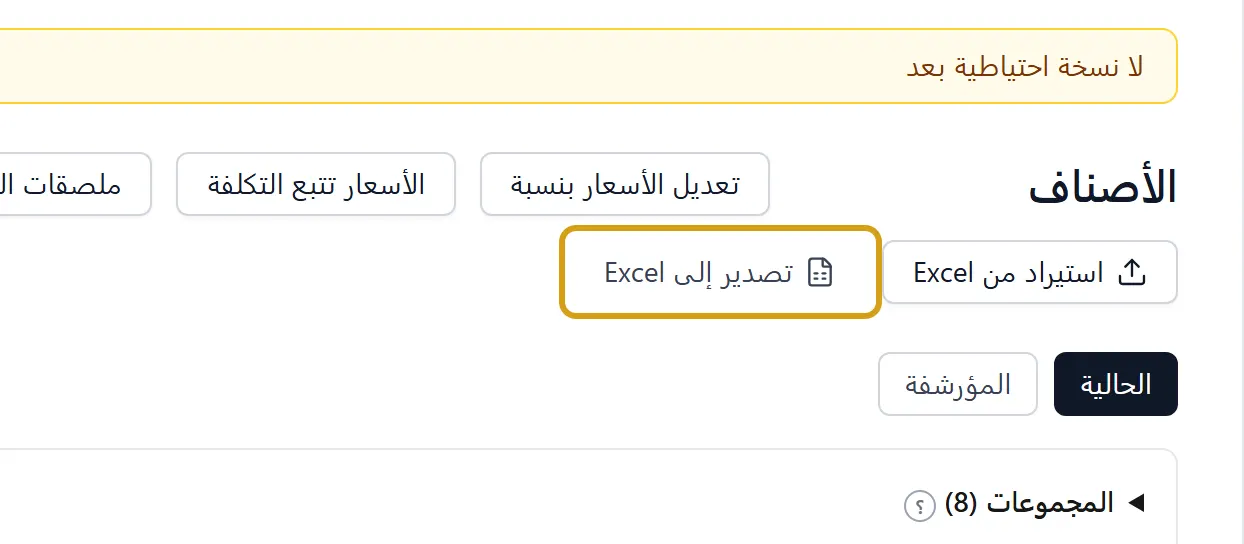 لا نسخة احتياطية بعد
الأصناف
تعديل الأسعار بنسبة
الأسعار تتبع التكلفة
ملصقات
استيراد من Excel
تصدير إلى Excel
الحالية
المؤرشفة
المجموعات (8) ؟